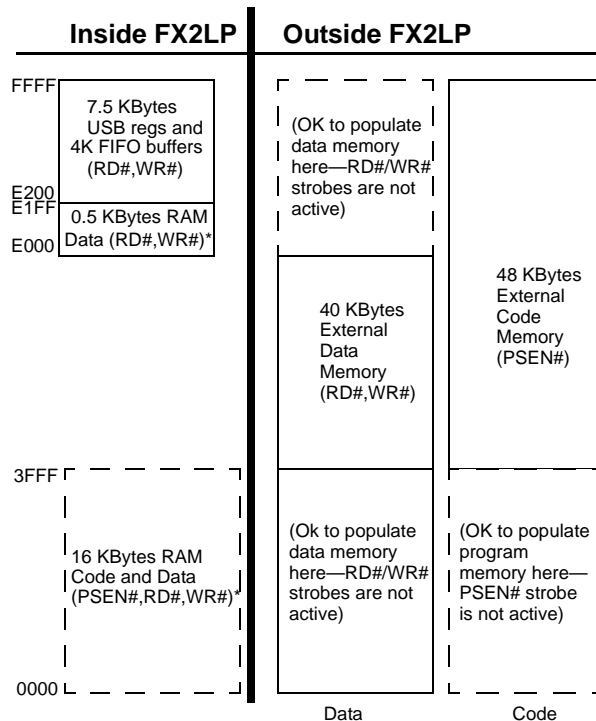 Inside FX2LP
Outside FX2LP
FFFF
7.5 KBytes
USB regs and
4K FIFO buffers
(RD#,WR#)
E200
E1FF
0.5 KBytes RAM
Data (RD#,WR#)*
E000
(OK to populate
data memory
here—RD#/WR#
strobes are not
active)
40 KBytes
External
Data
Memory
(RD#,WR#)
48 KBytes
External
Code
Memory
(PSEN#)
3FFF
16 KBytes RAM
Code and Data
(PSEN#,RD#,WR#)*
(Ok to populate
data memory
here—RD#/WR#
strobes are not
active)
(OK to populate
program
memory here—
PSEN# strobe
is not active)
0000
Data
Code